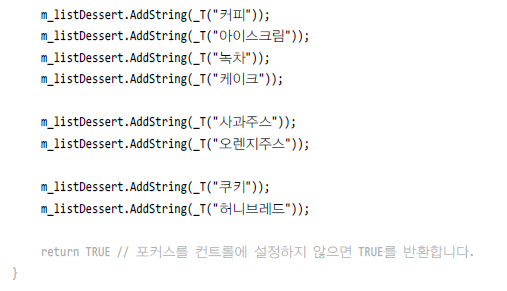 m_listDessert.AddString(_T("커피"));
m_listDessert.AddString(_T("아이스크림"));
m_listDessert.AddString(_T("녹차"));
m_listDessert.AddString(_T("케이크"));
m_listDessert.AddString(_T("사과주스"));
m_listDessert.AddString(_T("오렌지주스"));
m_listDessert.AddString(_T("쿠키"));
m_listDessert.AddString(_T("허니브레드"));
return TRUE // 포커스를 컨트롤에 설정하지 않으면 TRUE를 반환합니다.
}